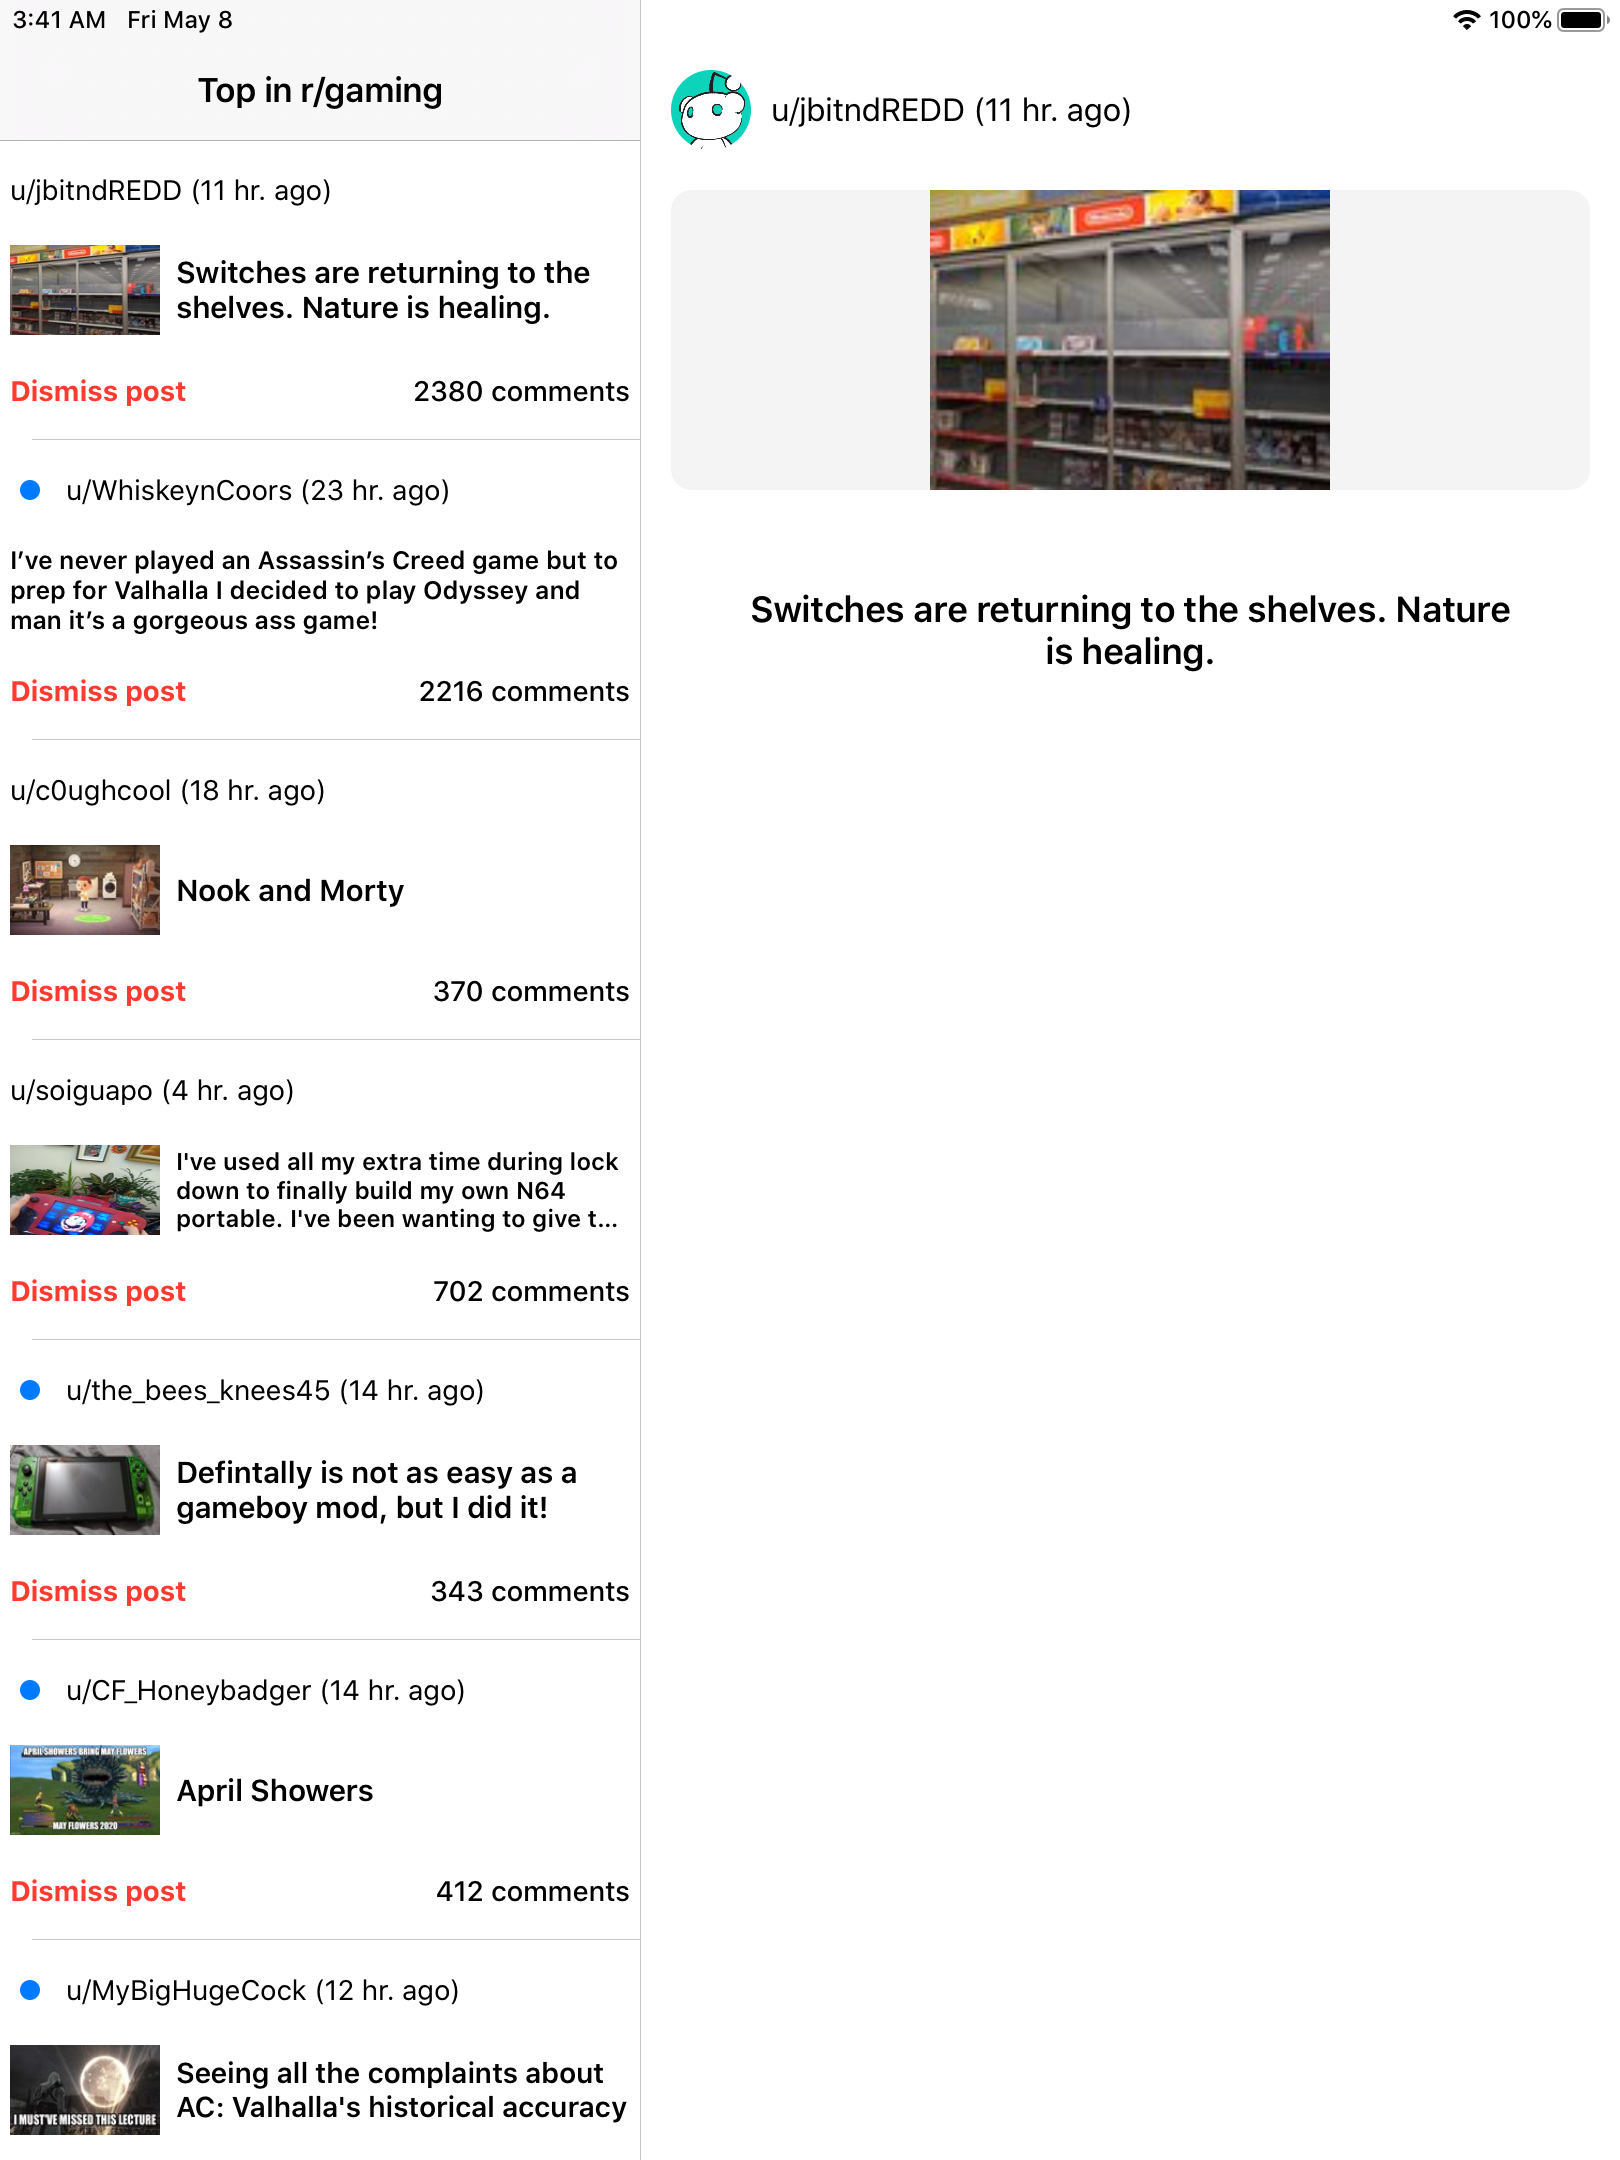 3:41 AM Fri May 8
100%
Top in r/gaming
u/jbitndREDD (11 hr. ago)
Switches are returning to the
shelves. Nature is healing.
Dismiss post
2380 comments
u/WhiskeynCoors (23 hr. ago)
I’ve never played an Assassin’s Creed game but to
prep for Valhalla I decided to play Odyssey and
man it’s a gorgeous ass game!
Dismiss post
2216 comments
u/c0ughcool (18 hr. ago)
Nook and Morty
Dismiss post
370 comments
u/soiguapo (4 hr. ago)
I've used all my extra time during lock
down to finally build my own N64
portable. I've been wanting to give t...
Dismiss post
702 comments
u/the_bees_knees45 (14 hr. ago)
Defintally is not as easy as a
gameboy mod, but I did it!
Dismiss post
343 comments
u/CF_Honeybadger (14 hr. ago)
APRIL SHOWERS BRING MAY FLOWERS
MAY FLOWERS 2020
April Showers
Dismiss post
412 comments
u/MyBigHugeCock (12 hr. ago)
I MUST'VE MISSED THIS LECTURE
Seeing all the complaints about
AC: Valhalla's historical accuracy
u/jbitndREDD (11 hr. ago)
Nintendo
Switches are returning to the shelves. Nature
is healing.